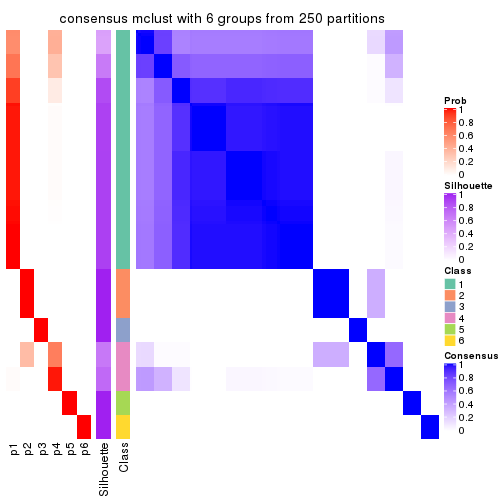 consensus mclust with 6 groups from 250 partitions
Prob
1
0.8
0.6
0.4
0.2
0
Silhouette
1
0.8
0.6
0.4
0.2
0
Class
1
2
3
4
5
6
Consensus
1
0.8
0.6
0.4
0.2
0
p1
p2
p3
p4
p5
p6
Silhouette
Class